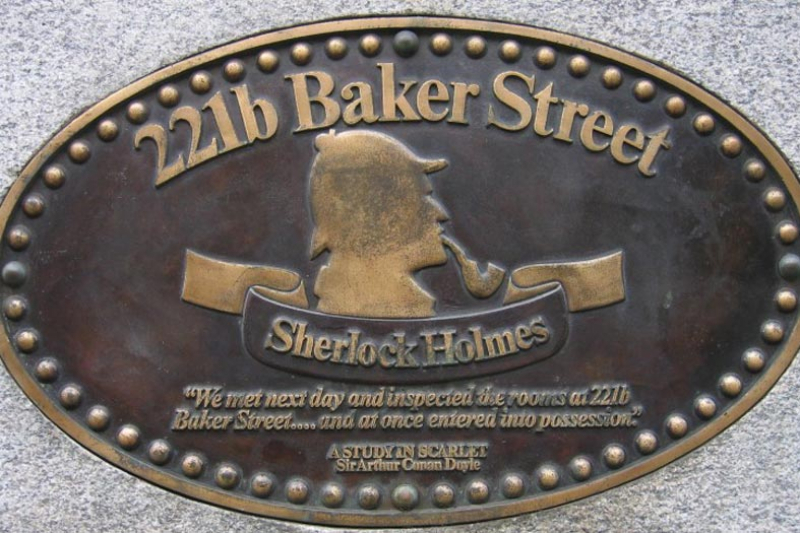 221b Baker Street
Sherlock Holmes
“We met next day and inspected the rooms at 221b
Baker Street.... and at once entered into possession.”
A STUDY IN SCARLET
Sir Arthur Conan Doyle